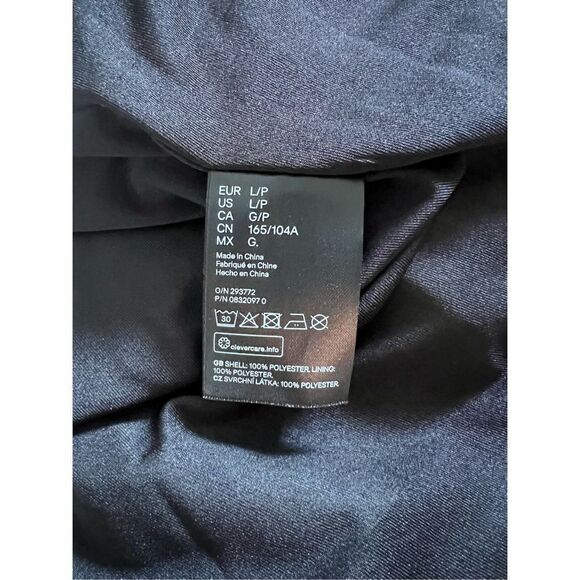 EUR L/P
US L/P
CA G/P
CN 165/104A
MX G.
Made in China
Fabriqué en Chine
Hecho en China
O/N 293772
P/N 0832097 0
30
clevercare.info
GB SHELL: 100% POLYESTER, LINING:
100% POLYESTER.
CZ SVRCHNÍ LÁTKA: 100% POLYESTER,